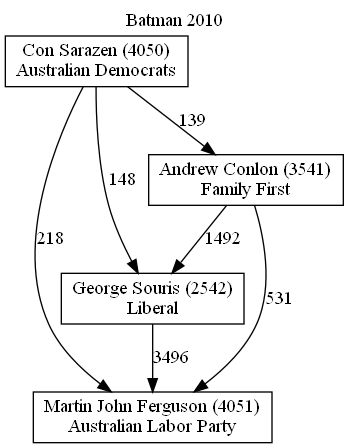 Batman 2010
Con Sarazen (4050)
Australian Democrats
139
Andrew Conlon (3541)
Family First
148
218
1492
531
George Souris (2542)
Liberal
3496
Martin John Ferguson (4051)
Australian Labor Party